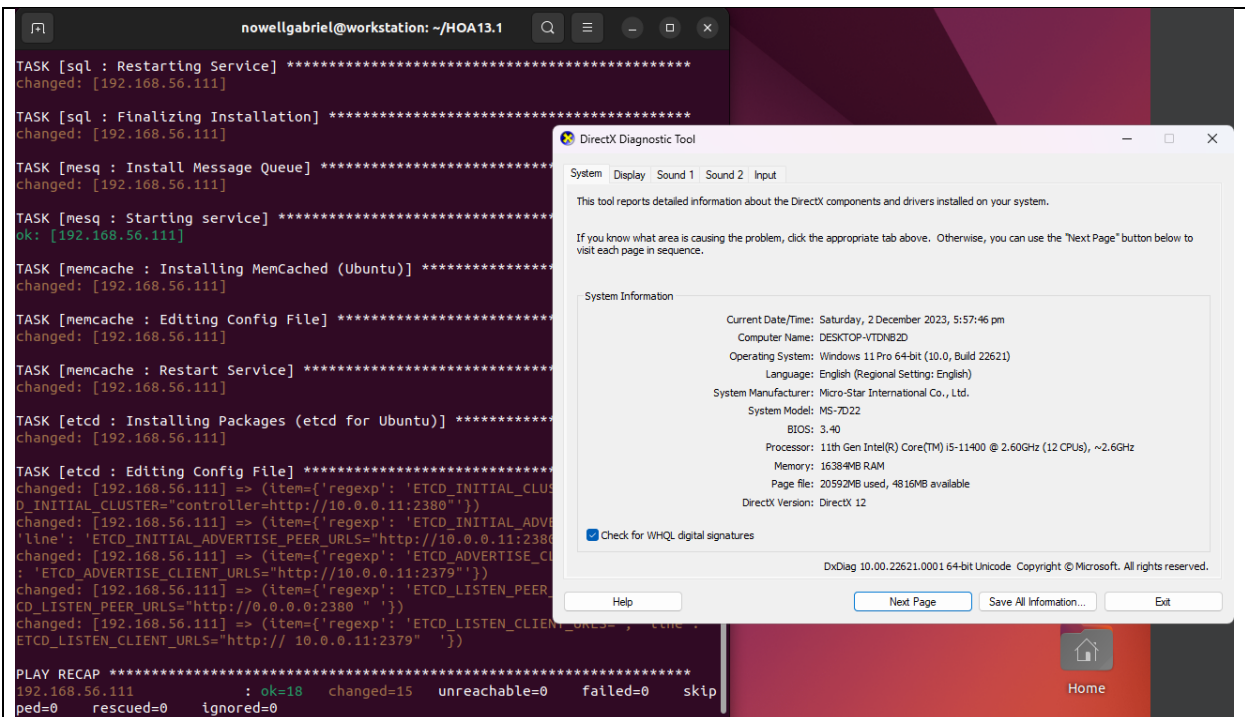 nowellgabriel@workstation: ~/HOA13.1
TASK [sql : Restarting Service] ************************************************
changed: [192.168.56.111]
TASK [sql : Finalizing Installation] *******************************************
changed: [192.168.56.111]
TASK [mesq : Install Message Queue] ****************************
changed: [192.168.56.111]
TASK [mesq : Starting service] *********************************
ok: [192.168.56.111]
TASK [memcache : Installing MemCached (Ubuntu)] ****************
changed: [192.168.56.111]
TASK [memcache : Editing Config File] **************************
changed: [192.168.56.111]
TASK [memcache : Restart Service] ******************************
changed: [192.168.56.111]
TASK [etcd : Installing Packages (etcd for Ubuntu)] ************
changed: [192.168.56.111]
TASK [etcd : Editing Config File] ******************************
changed: [192.168.56.111] => (item={'regexp': 'ETCD_INITIAL_CLUS
D_INITIAL_CLUSTER="controller=http://10.0.0.11:2380"'})
changed: [192.168.56.111] => (item={'regexp': 'ETCD_INITIAL_ADVE
'line': 'ETCD_INITIAL_ADVERTISE_PEER_URLS="http://10.0.0.11:2380
changed: [192.168.56.111] => (item={'regexp': 'ETCD_ADVERTISE_CL
: 'ETCD_ADVERTISE_CLIENT_URLS="http://10.0.0.11:2379"'})
changed: [192.168.56.111] => (item={'regexp': 'ETCD_LISTEN_PEER_
CD_LISTEN_PEER_URLS="http://0.0.0.0:2380 " '})
changed: [192.168.56.111] => (item={'regexp': 'ETCD_LISTEN_CLIENT_URLS=', 'line':
ETCD_LISTEN_CLIENT_URLS="http:// 10.0.0.11:2379"  '})
PLAY RECAP *********************************************************************
192.168.56.111 : ok=18 changed=15 unreachable=0 failed=0 skip
ped=0 rescued=0 ignored=0
DirectX Diagnostic Tool
System Display Sound 1 Sound 2 Input
This tool reports detailed information about the DirectX components and drivers installed on your system.
If you know what area is causing the problem, click the appropriate tab above. Otherwise, you can use the "Next Page" button below to
visit each page in sequence.
System Information
Current Date/Time: Saturday, 2 December 2023, 5:57:46 pm
Computer Name: DESKTOP-VTDNB2D
Operating System: Windows 11 Pro 64-bit (10.0, Build 22621)
Language: English (Regional Setting: English)
System Manufacturer: Micro-Star International Co., Ltd.
System Model: MS-7D22
BIOS: 3.40
Processor: 11th Gen Intel(R) Core(TM) i5-11400 @ 2.60GHz (12 CPUs), ~2.6GHz
Memory: 16384MB RAM
Page file: 20592MB used, 4816MB available
DirectX Version: DirectX 12
Check for WHQL digital signatures
DxDiag 10.00.22621.0001 64-bit Unicode Copyright © Microsoft. All rights reserved.
Help Next Page Save All Information... Exit
Home